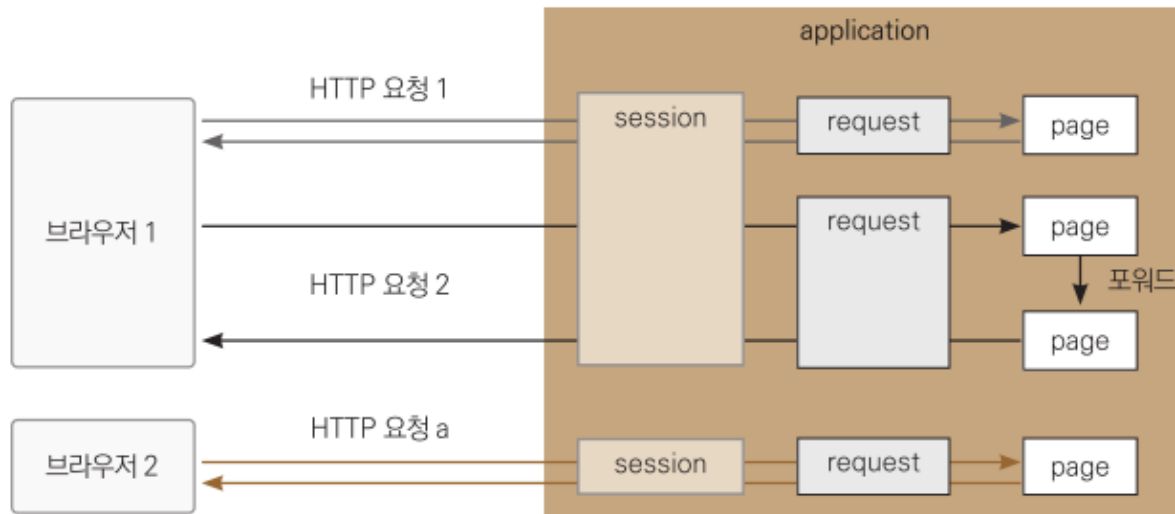 application
HTTP 요청 1
session
request
page
브라우저 1
request
page
HTTP 요청 2
포워드
page
HTTP 요청 a
브라우저 2
session
request
page